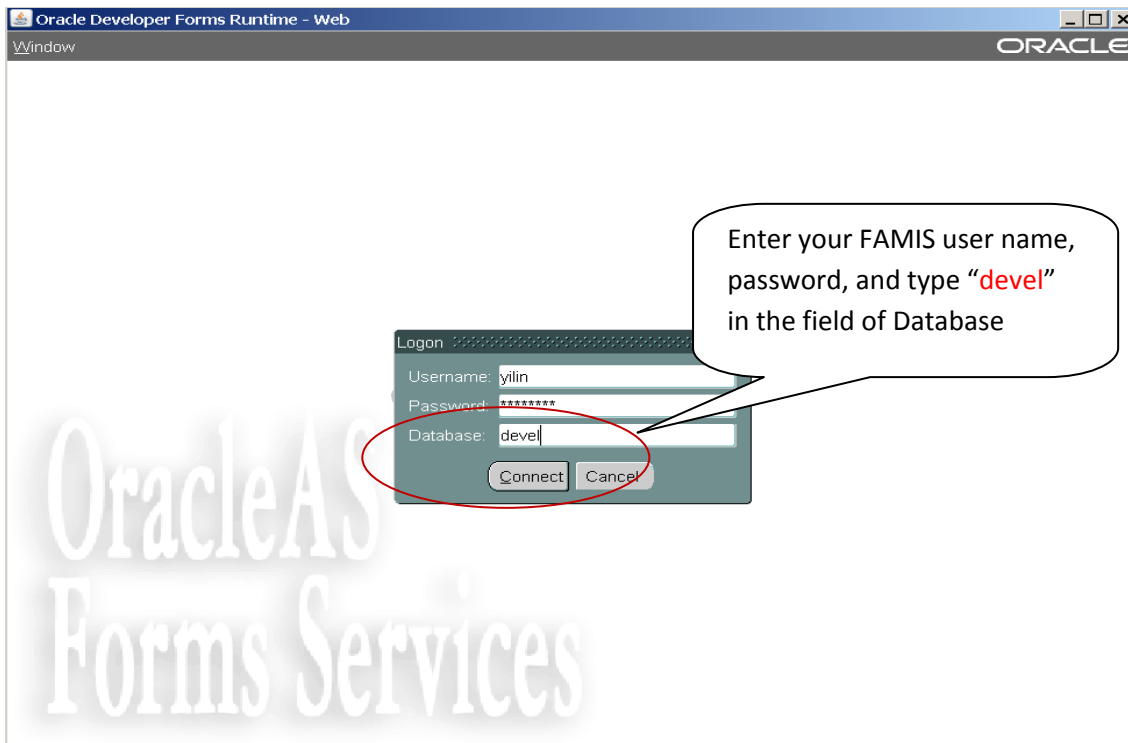 Oracle Developer Forms Runtime - Web
Window
ORACLE
Enter your FAMIS user name,
password, and type “devel”
in the field of Database
Logon
Username: yilin
Password: ********
Database: devel
Connect Cancel
OracleAS
Forms Services